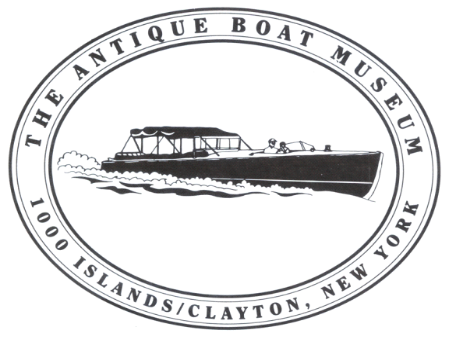 THE ANTIQUE BOAT MUSEUM
1000 ISLANDS/CLAYTON, NEW YORK